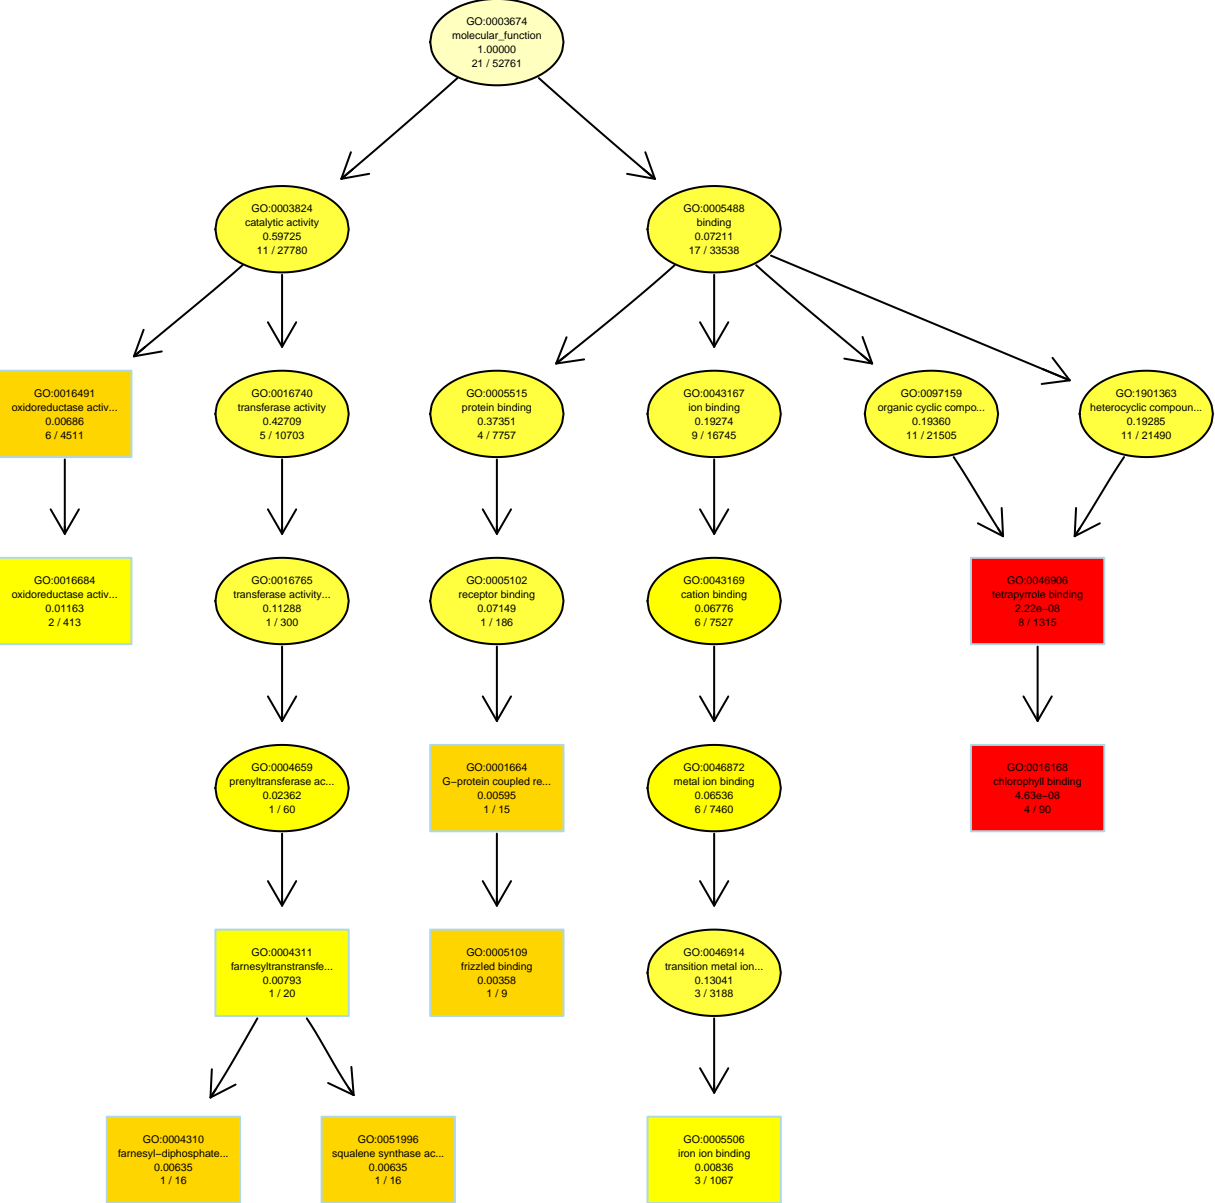 GO:0003674
molecular_function
1.00000
21 / 52761
GO:0003824
catalytic activity
0.59725
11 / 27780
GO:0005488
binding
0.07211
17 / 33538
GO:0016491
oxidoreductase activ...
0.00686
6 / 4511
GO:0016740
transferase activity
0.42709
5 / 10703
GO:0005515
protein binding
0.37351
4 / 7757
GO:0043167
ion binding
0.19274
9 / 16745
GO:0097159
organic cyclic compo...
0.19360
11 / 21505
GO:1901363
heterocyclic compoun...
0.19285
11 / 21490
GO:0016684
oxidoreductase activ...
0.01163
2 / 413
GO:0016765
transferase activity...
0.11288
1 / 300
GO:0005102
receptor binding
0.07149
1 / 186
GO:0043169
cation binding
0.06776
6 / 7527
GO:0046906
tetrapyrrole binding
2.22e−08
8 / 1315
GO:0004659
prenyltransferase ac...
0.02362
1 / 60
GO:0001664
G−protein coupled re...
0.00595
1 / 15
GO:0046872
metal ion binding
0.06536
6 / 7460
GO:0016168
chlorophyll binding
4.63e−08
4 / 90
GO:0004311
farnesyltranstransfe...
0.00793
1 / 20
GO:0005109
frizzled binding
0.00358
1 / 9
GO:0046914
transition metal ion...
0.13041
3 / 3188
GO:0004310
farnesyl−diphosphate...
0.00635
1 / 16
GO:0051996
squalene synthase ac...
0.00635
1 / 16
GO:0005506
iron ion binding
0.00836
3 / 1067